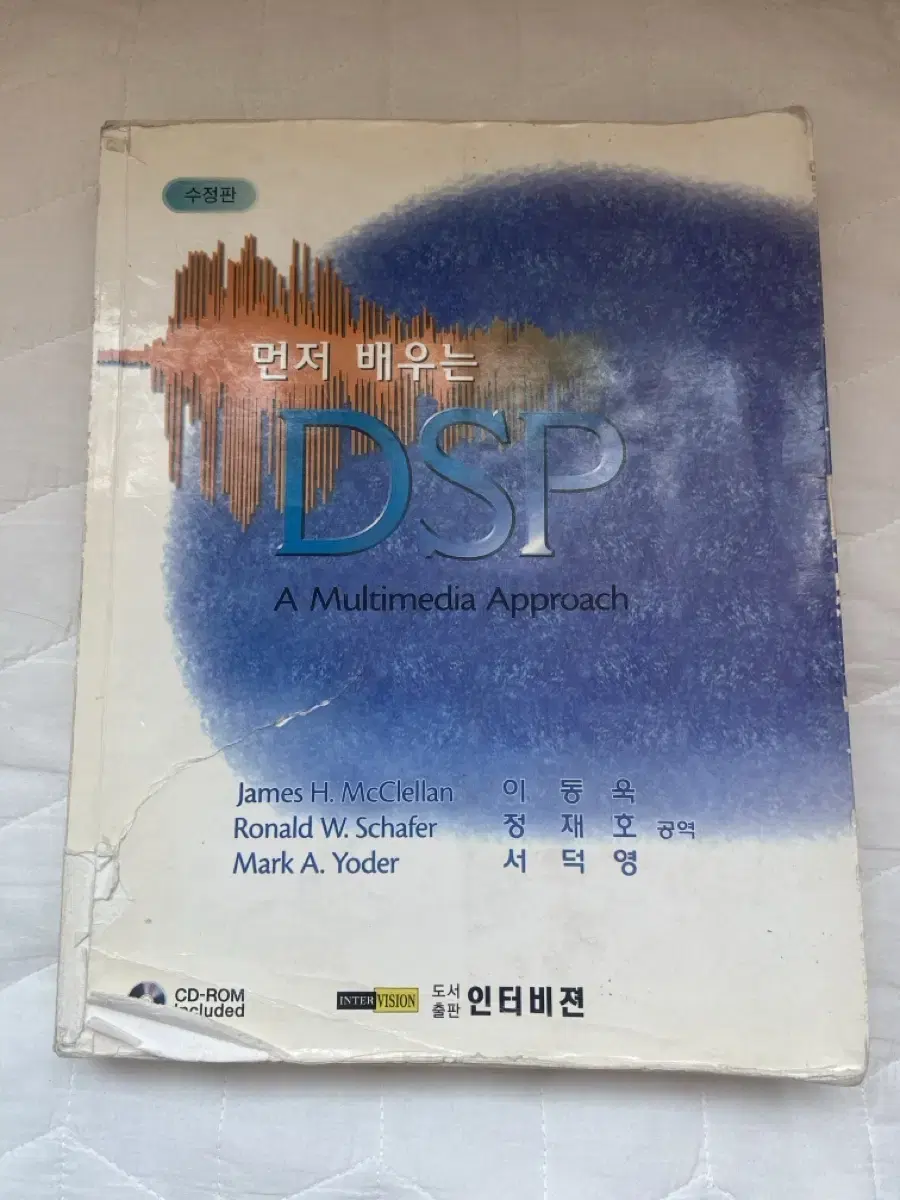 수정판
먼저 배우는
DSP
A Multimedia Approach
James H. McClellan 이 동 욱
Ronald W. Schafer 정 재 호 공역
Mark A. Yoder 서 덕 영
CD-ROM
Included
INTER VISION 도서출판 인터비젼